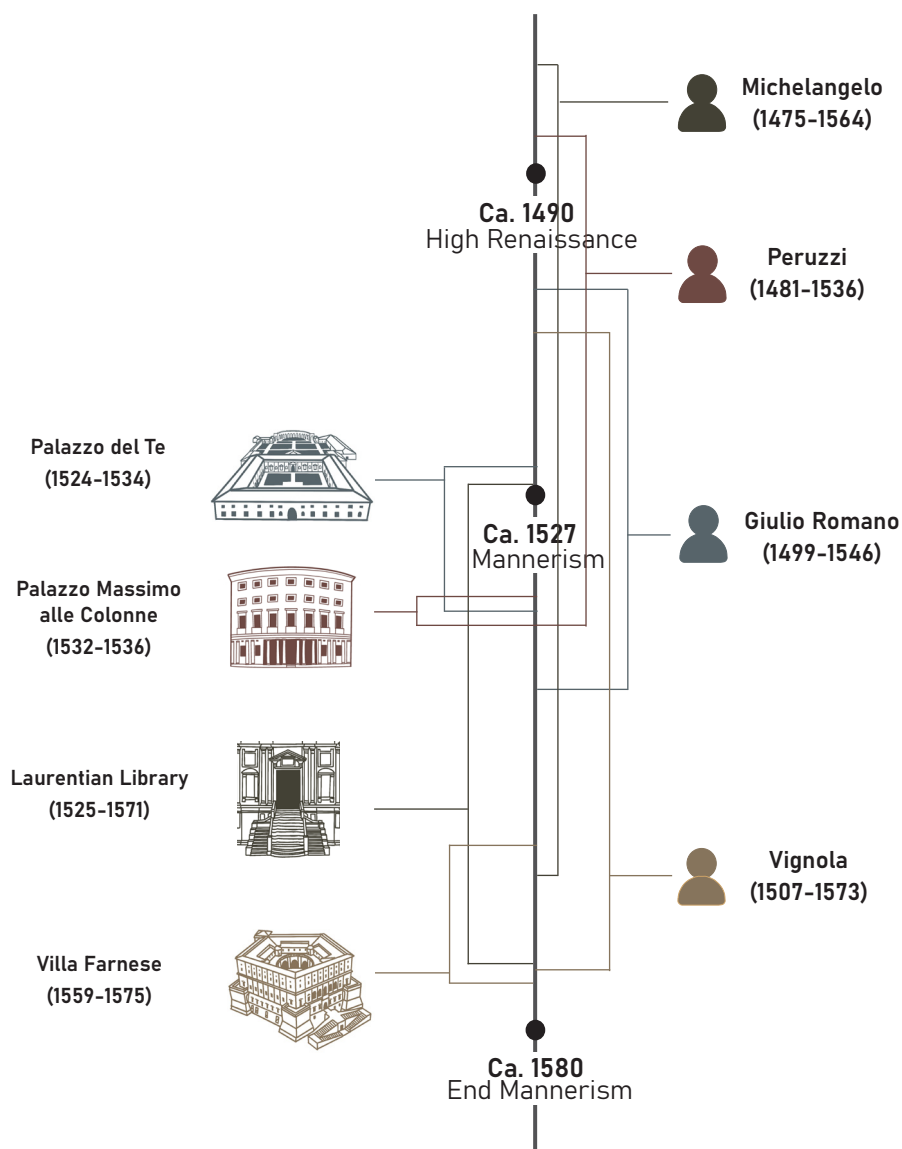 Michelangelo
(1475-1564)
Ca. 1490
High Renaissance
Peruzzi
(1481-1536)
Palazzo del Te
(1524-1534)
Ca. 1527
Mannerism
Giulio Romano
(1499-1546)
Palazzo Massimo
alle Colonne
(1532-1536)
Laurentian Library
(1525-1571)
Vignola
(1507-1573)
Villa Farnese
(1559-1575)
Ca. 1580
End Mannerism